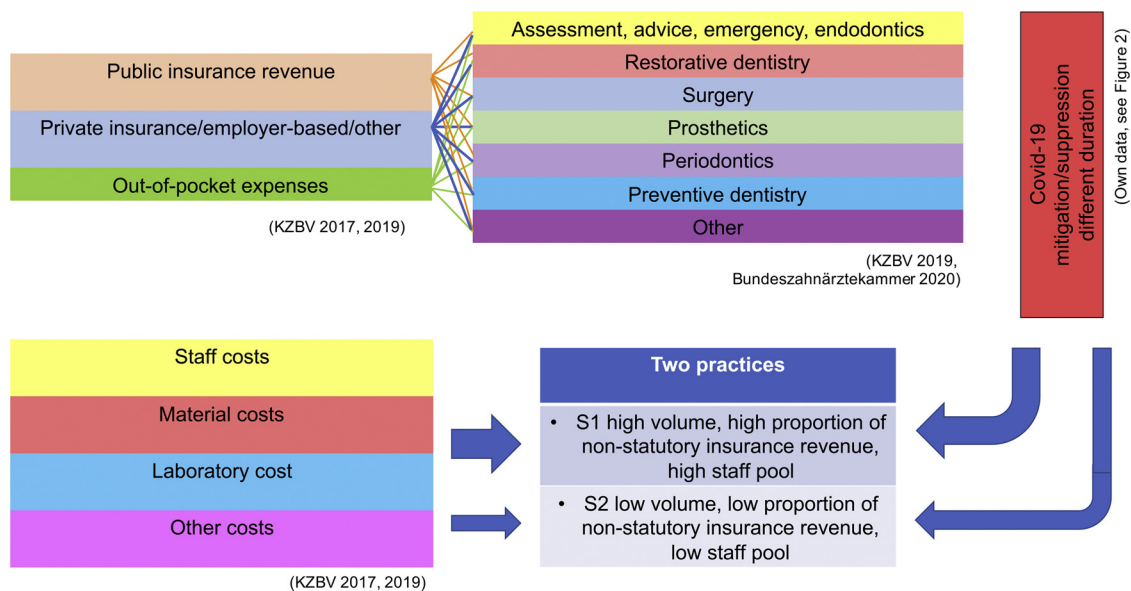 Public insurance revenue
Private insurance/employer-based/other
Out-of-pocket expenses
(KZBV 2017, 2019)
Assessment, advice, emergency, endodontics
Restorative dentistry
Surgery
Prosthetics
Periodontics
Preventive dentistry
Other
(KZBV 2019,
Bundeszahnärztekammer 2020)
Covid-19
mitigation/suppression
different duration
(Own data, see Figure 2)
Staff costs
Material costs
Laboratory cost
Other costs
(KZBV 2017, 2019)
Two practices
• S1 high volume, high proportion of
non-statutory insurance revenue,
high staff pool
• S2 low volume, low proportion of
non-statutory insurance revenue,
low staff pool